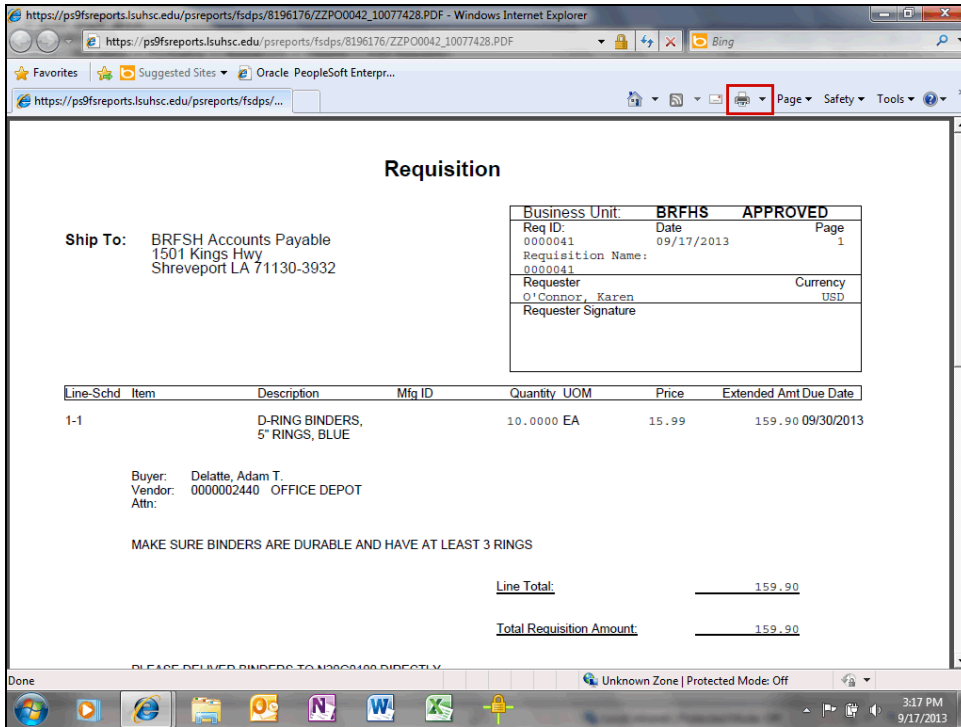 https://ps9fsreports.lsuhsc.edu/psreports/fsdps/8196176/ZZPO0042_10077428.PDF - Windows Internet Explorer
https://ps9fsreports.lsuhsc.edu/psreports/fsdps/8196176/ZZPO0042_10077428.PDF Bing
Favorites Suggested Sites Oracle PeopleSoft Enterpr...
https://ps9fsreports.lsuhsc.edu/psreports/fsdps/... Page Safety Tools
Requisition
Business Unit: BRFHS APPROVED
Ship To: BRFSH Accounts Payable
1501 Kings Hwy
Shreveport LA 71130-3932
Req ID: Date Page
0000041 09/17/2013 1
Requisition Name:
0000041
Requester Currency
O'Connor, Karen USD
Requester Signature
Line-Schd Item Description Mfg ID Quantity UOM Price Extended Amt Due Date
1-1 D-RING BINDERS, 10.0000 EA 15.99 159.90 09/30/2013
5" RINGS, BLUE
Buyer: Delatte, Adam T.
Vendor: 0000002440 OFFICE DEPOT
Attn:
MAKE SURE BINDERS ARE DURABLE AND HAVE AT LEAST 3 RINGS
Line Total: 159.90
Total Requisition Amount: 159.90
PLEASE DELIVER BINDERS TO DIRECTLY
Done Unknown Zone | Protected Mode: Off
3:17 PM
9/17/2013